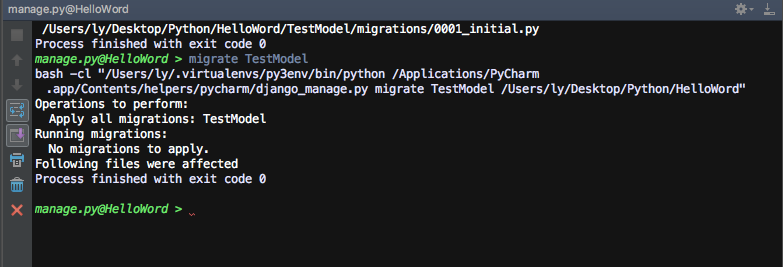 manage.py@HelloWord
/Users/ly/Desktop/Python/HelloWord/TestModel/migrations/0001_initial.py
Process finished with exit code 0
manage.py@HelloWord > migrate TestModel
bash -cl "/Users/ly/.virtualenvs/py3env/bin/python /Applications/PyCharm
.app/Contents/helpers/pycharm/django_manage.py migrate TestModel /Users/ly/Desktop/Python/HelloWord"
Operations to perform:
Apply all migrations: TestModel
Running migrations:
No migrations to apply.
Following files were affected
Process finished with exit code 0
manage.py@HelloWord >